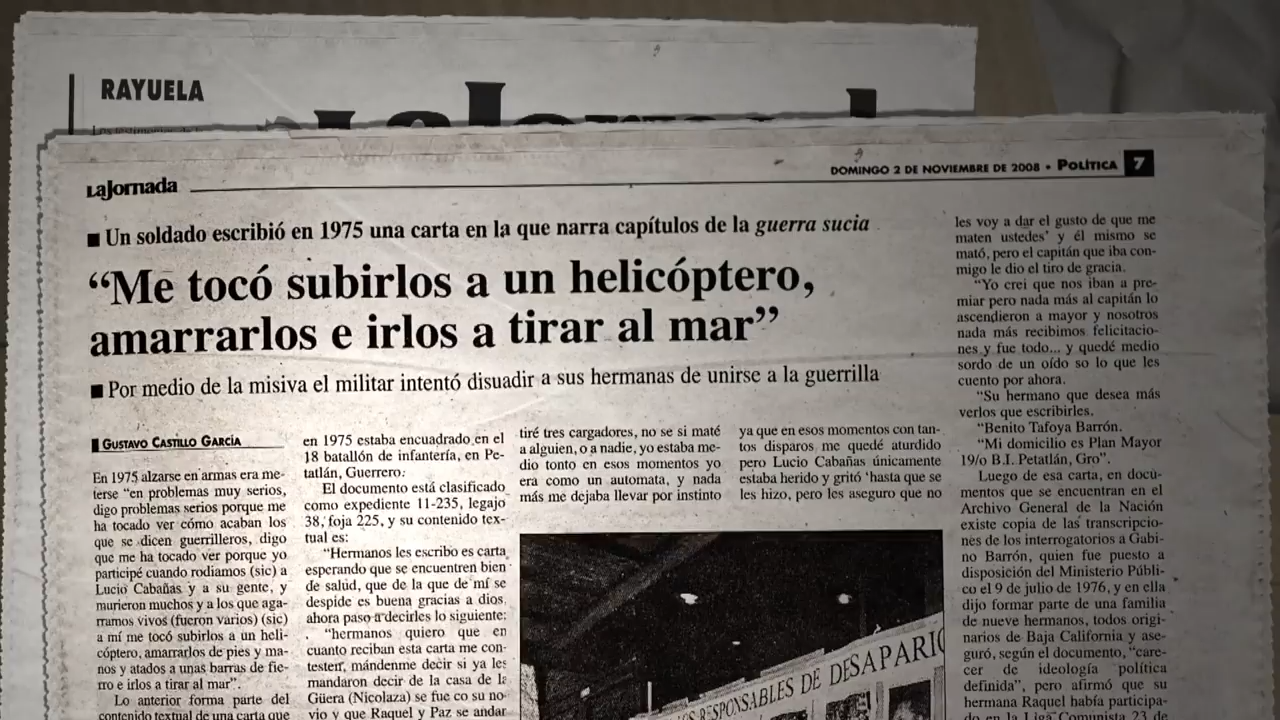 RAYUELA
LaJornada
DOMINGO 2 DE NOVIEMBRE DE 2008 • POLÍTICA 7
■ Un soldado escribió en 1975 una carta en la que narra capítulos de la guerra sucia
“Me tocó subirlos a un helicóptero,
amarrarlos e irlos a tirar al mar”
■ Por medio de la misiva el militar intentó disuadir a sus hermanas de unirse a la guerrilla
GUSTAVO CASTILLO GARCÍA
En 1975 alzarse en armas era me-
terse “en problemas muy serios,
digo problemas serios porque me
ha tocado ver cómo acaban los
que se dicen guerrilleros, digo
que me ha tocado ver porque yo
participé cuando rodiamos (sic) a
Lucio Cabañas y a su gente, y
murieron muchos y a los que aga-
rramos vivos (fueron varios) (sic)
a mí me tocó subirlos a un heli-
cóptero, amarrarlos de pies y ma-
nos y atados a unas barras de fie-
rro e irlos a tirar al mar”.
Lo anterior forma parte del
contenido textual de una carta que
en 1975 estaba encuadrado en el
18 batallón de infantería, en Pe-
tatlán, Guerrero.
El documento está clasificado
como expediente 11-235, legajo
38, foja 225, y su contenido tex-
tual es:
“Hermanos les escribo es carta
esperando que se encuentren bien
de salud, que de la que de mí se
despide es buena gracias a dios,
ahora paso a decirles lo siguiente:
“hermanos quiero que en
cuanto reciban esta carta me con-
testen, mándenme decir si ya les
mandaron decir de la casa de la
Güera (Nicolaza) se fue co su no-
vio y que Raquel y Paz se andar
tiré tres cargadores, no se si maté
a alguien, o a nadie, yo estaba me-
dio tonto en esos momentos yo
era como un automata, y nada
más me dejaba llevar por instinto
ya que en esos momentos con tan-
tos disparos me quedé aturdido
pero Lucio Cabañas únicamente
estaba herido y gritó ‘hasta que se
les hizo, pero les aseguro que no
RESPONSABLES DE DESAPARI
les voy a dar el gusto de que me
maten ustedes’ y él mismo se
mató, pero el capitán que iba con-
migo le dio el tiro de gracia.
“Yo crei que nos iban a pre-
miar pero nada más al capitán lo
ascendieron a mayor y nosotros
nada más recibimos felicitacio-
nes y fue todo... y quedé medio
sordo de un oído so lo que les
cuento por ahora.
“Su hermano que desea más
verlos que escribirles.
“Benito Tafoya Barrón.
“Mi domicilio es Plan Mayor
19/o B.I. Petatlán, Gro”.
Luego de esa carta, en docu-
mentos que se encuentran en el
Archivo General de la Nación
existe copia de las transcripcio-
nes de los interrogatorios a Gabi-
no Barrón, quien fue puesto a
disposición del Ministerio Públi-
co el 9 de julio de 1976, y en ella
dijo formar parte de una familia
de nueve hermanos, todos origi-
narios de Baja California y ase-
guró, según el documento, “care-
cer de ideología política
definida”, pero afirmó que su
hermana Raquel había participa-
do en la Liga Comunista 23 de